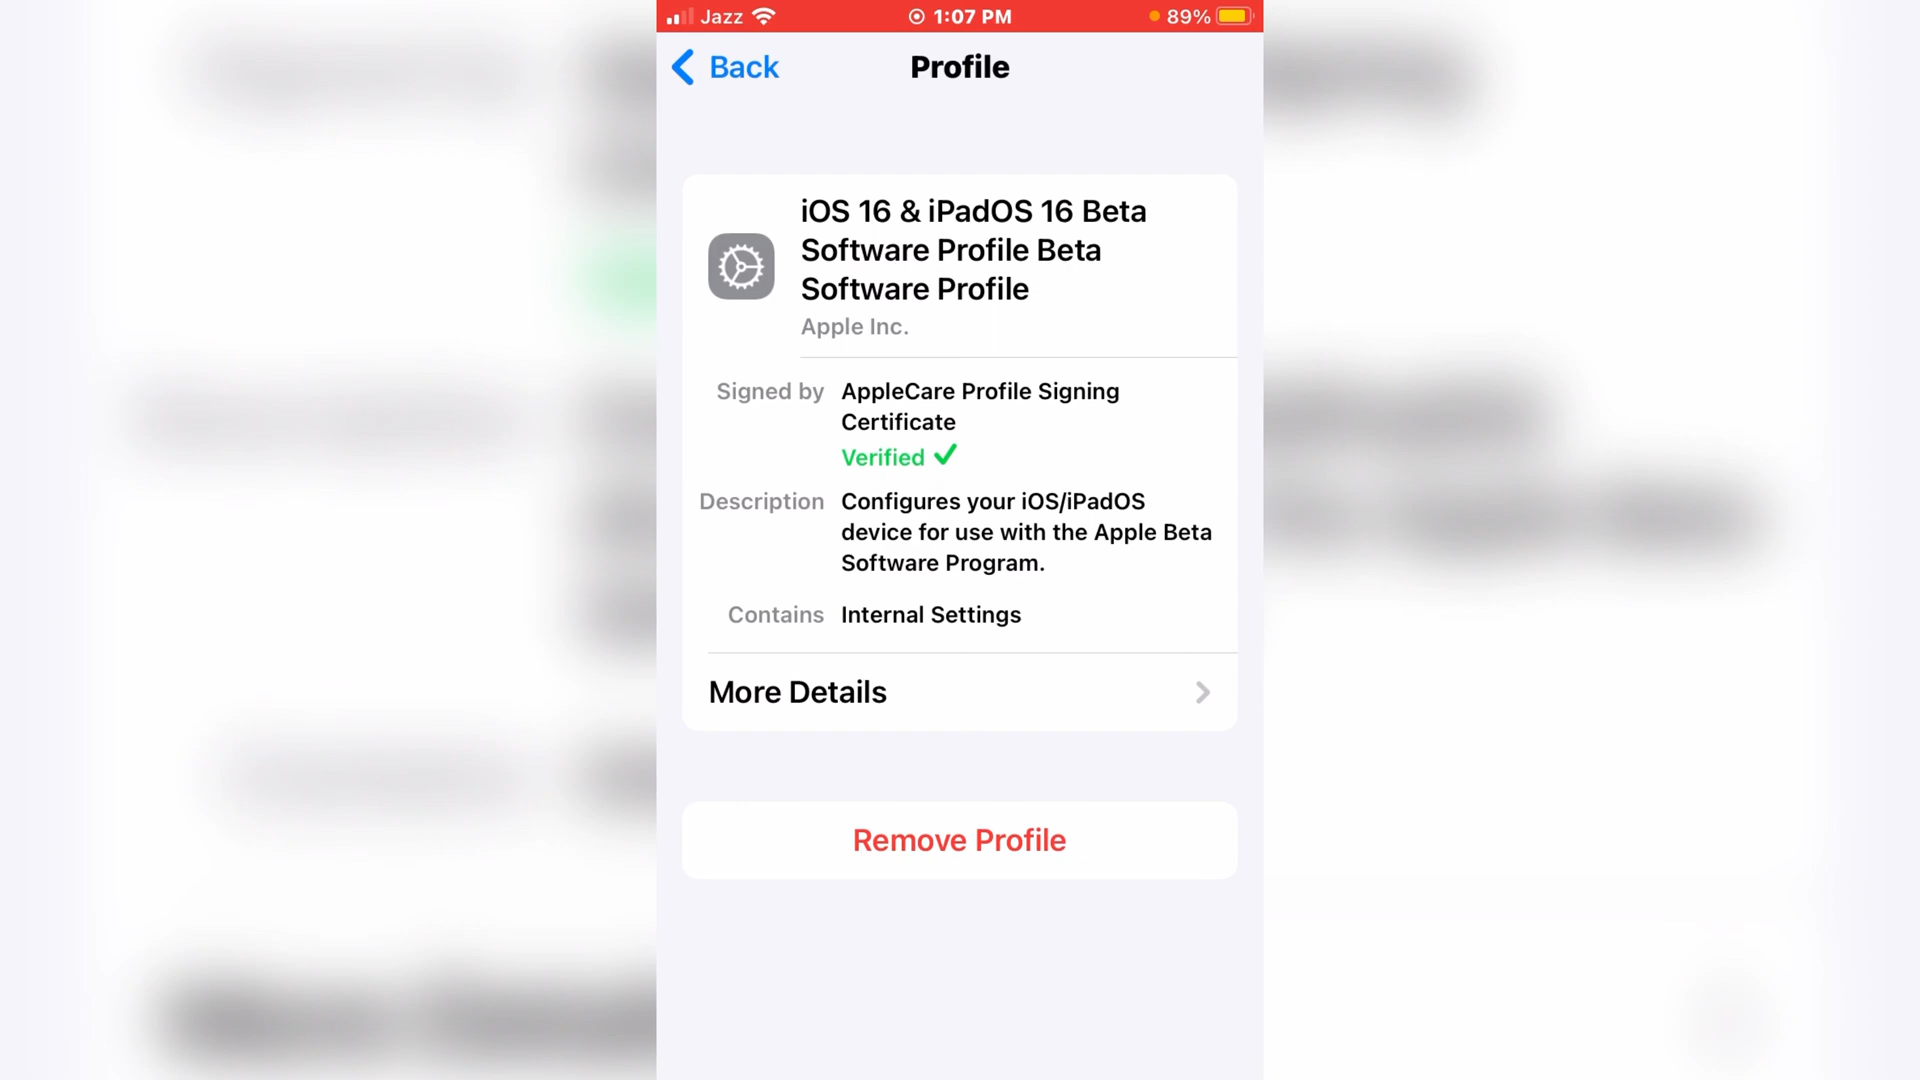 Jazz 1:07 PM 89%
Back Profile
iOS 16 & iPadOS 16 Beta
Software Profile Beta
Software Profile
Apple Inc.
Signed by AppleCare Profile Signing
Certificate
Verified
Description Configures your iOS/iPadOS
device for use with the Apple Beta
Software Program.
Contains Internal Settings
More Details
Remove Profile